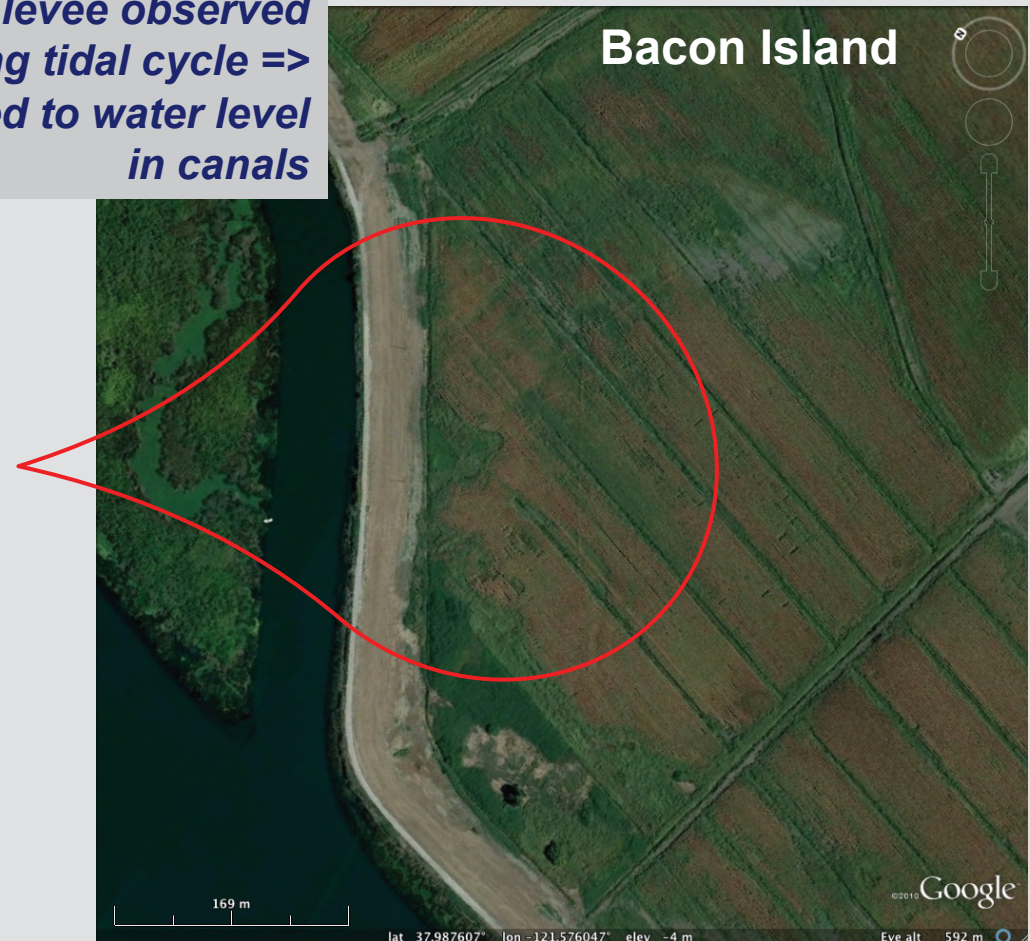 levee observed
tidal cycle =>
to water level
in canals
Bacon Island
N
169 m
©2010 Google
lat 37.987607° lon -121.576047° elev -4 m
Eye alt 592 m